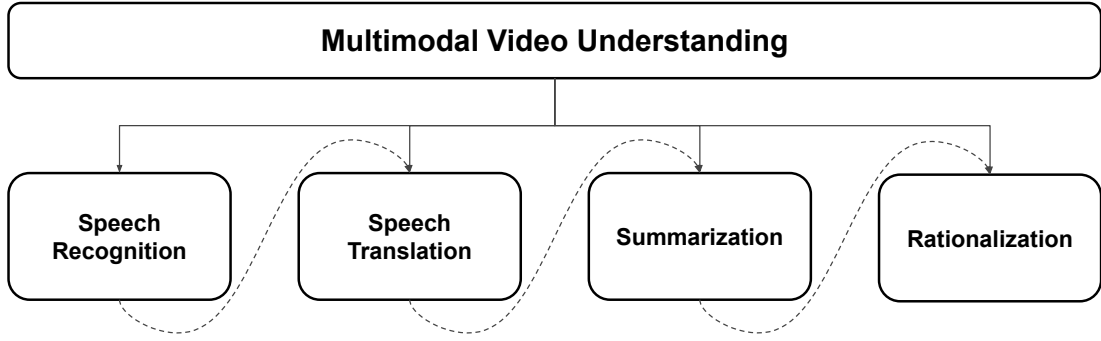 Multimodal Video Understanding
Speech
Recognition
Speech
Translation
Summarization
Rationalization